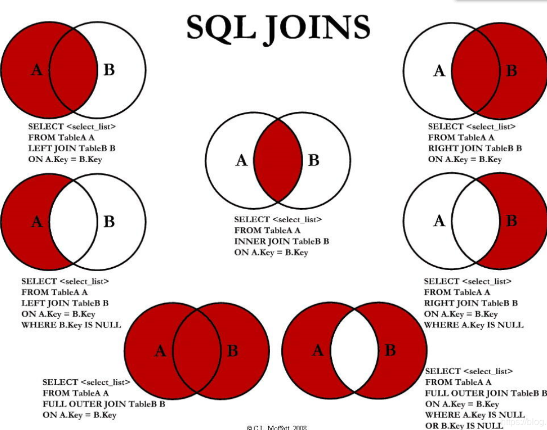 SQL JOINS
A B
SELECT <select_list>
FROM TableA A
LEFT JOIN TableB B
ON A.Key = B.Key
A B
SELECT <select_list>
FROM TableA A
RIGHT JOIN TableB B
ON A.Key = B.Key
A B
SELECT <select_list>
FROM TableA A
INNER JOIN TableB B
ON A.Key = B.Key
A B
SELECT <select_list>
FROM TableA A
LEFT JOIN TableB B
ON A.Key = B.Key
WHERE B.Key IS NULL
A B
SELECT <select_list>
FROM TableA A
RIGHT JOIN TableB B
ON A.Key = B.Key
WHERE A.Key IS NULL
A B
SELECT <select_list>
FROM TableA A
FULL OUTER JOIN TableB B
ON A.Key = B.Key
A B
SELECT <select_list>
FROM TableA A
FULL OUTER JOIN TableB B
ON A.Key = B.Key
WHERE A.Key IS NULL
OR B.Key IS NULL
© C.L. Moffatt, 2008